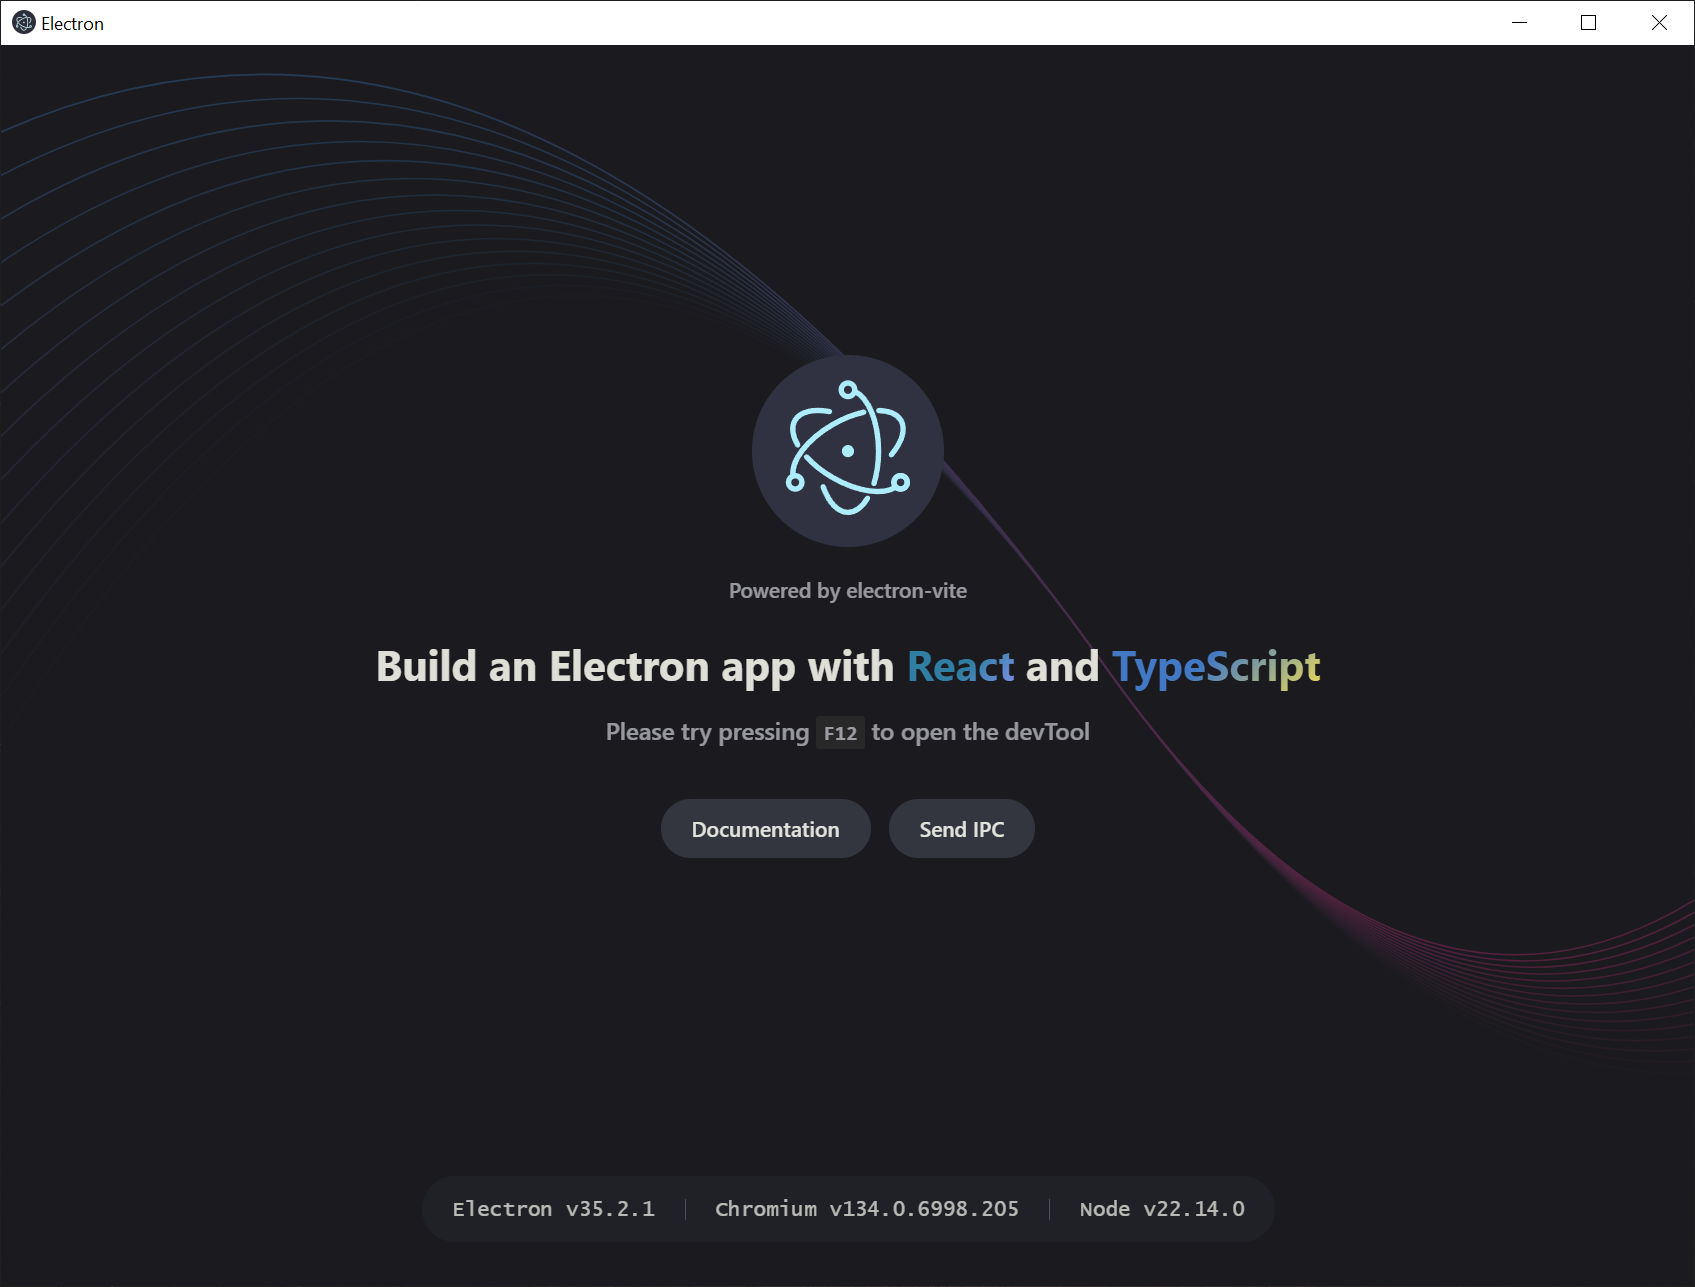 Electron
Powered by electron-vite
Build an Electron app with React and TypeScript
Please try pressing F12 to open the devTool
Documentation
Send IPC
Electron v35.2.1
Chromium v134.0.6998.205
Node v22.14.0